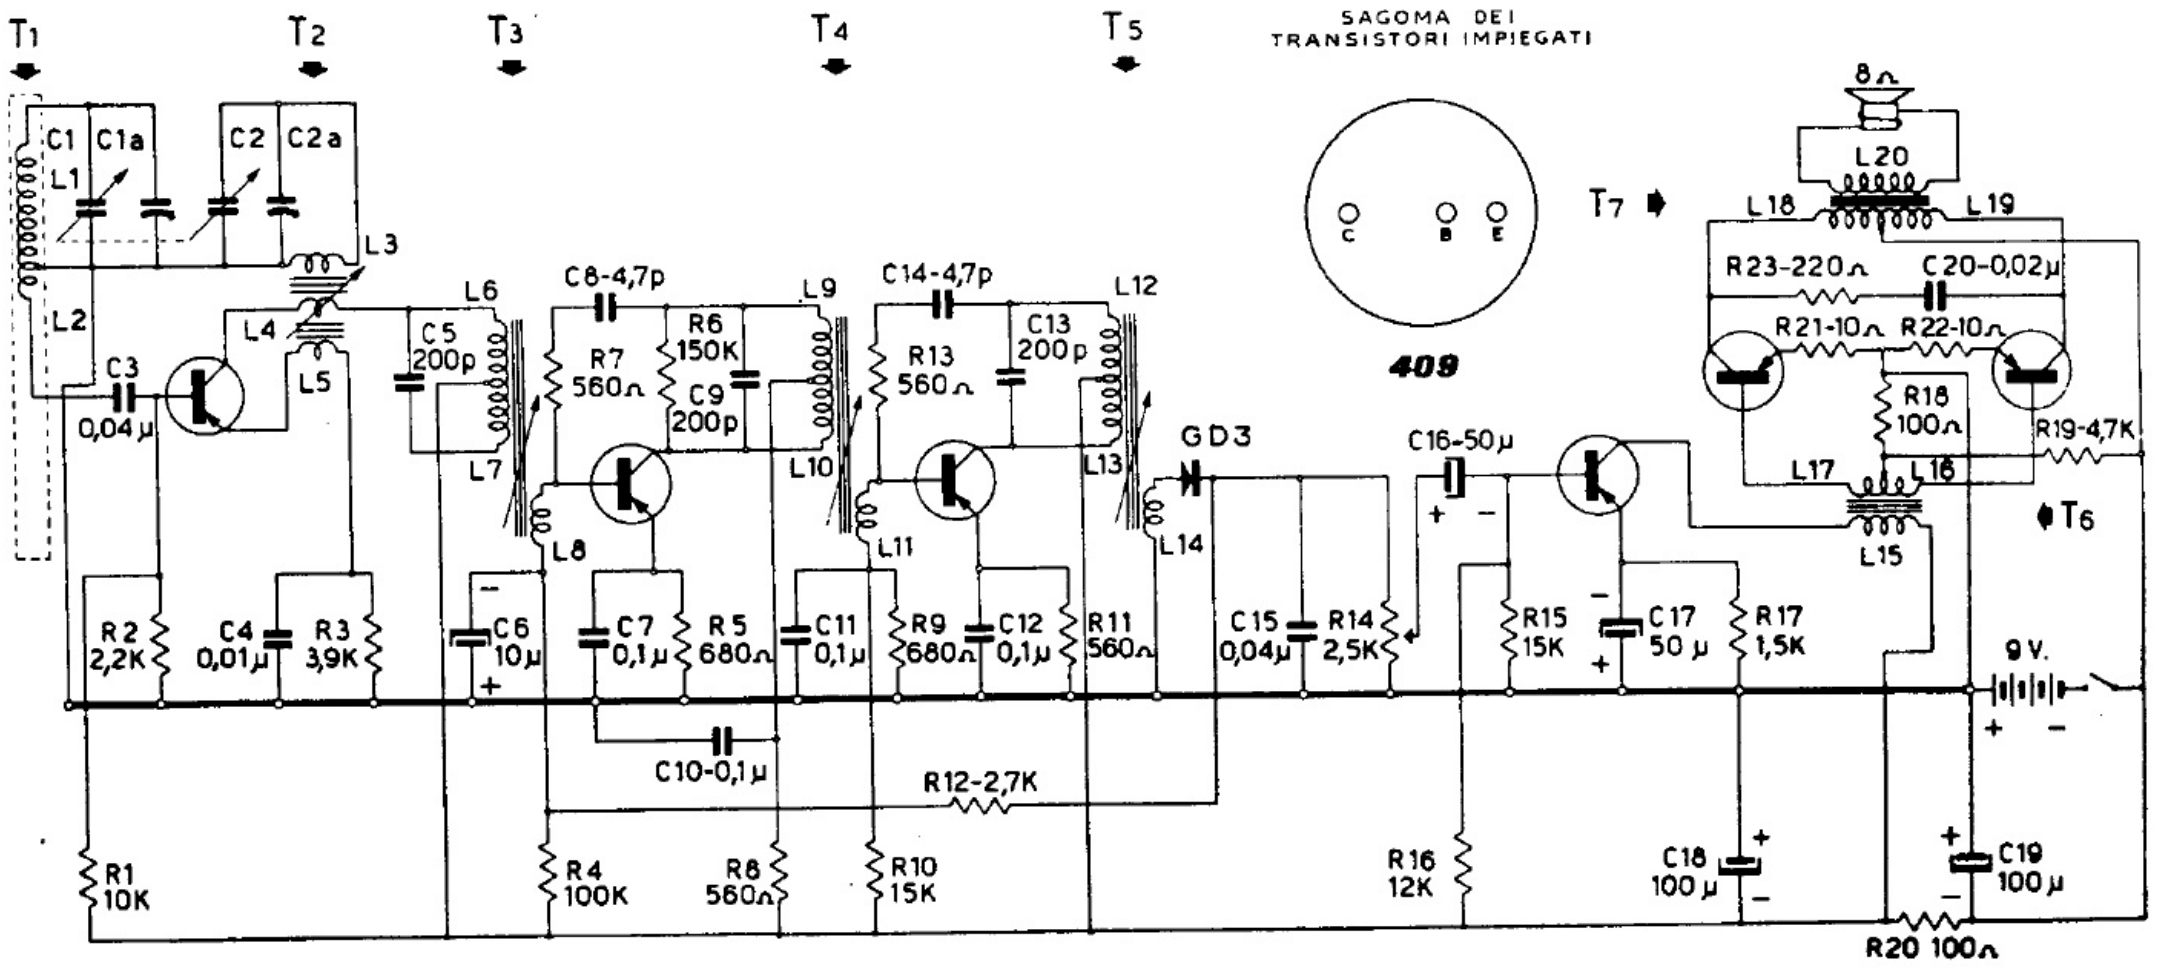 T1
T2
T3
T4
T5
SAGOMA DEI
TRANSISTORI IMPIEGATI
8Ω
C1
C1a
C2
C2a
L1
L20
T7
L18
L19
C
B
E
L3
L2
L4
L5
L6
C8-4,7p
L9
C14-4,7p
L12
R23-220Ω
C20-0,02µ
C5
200p
R6
150K
C13
200p
R21-10Ω
R22-10Ω
C3
0,04µ
R7
560Ω
C9
200p
R13
560Ω
409
R18
100Ω
R19-4,7K
L7
L10
L13
GD3
C16-50µ
+
-
L17
L16
T6
L8
L11
L14
L15
R2
2,2K
C4
0,01µ
R3
3,9K
-
C6
10µ
+
C7
0,1µ
R5
680Ω
C11
0,1µ
R9
680Ω
C12
0,1µ
R11
560Ω
C15
0,04µ
R14
2,5K
R15
15K
-
C17
50µ
+
R17
1,5K
9V.
+
-
C10-0,1µ
R12-2,7K
R1
10K
R4
100K
R8
560Ω
R10
15K
R16
12K
+
C18
100µ
-
+
C19
100µ
-
R20 100Ω